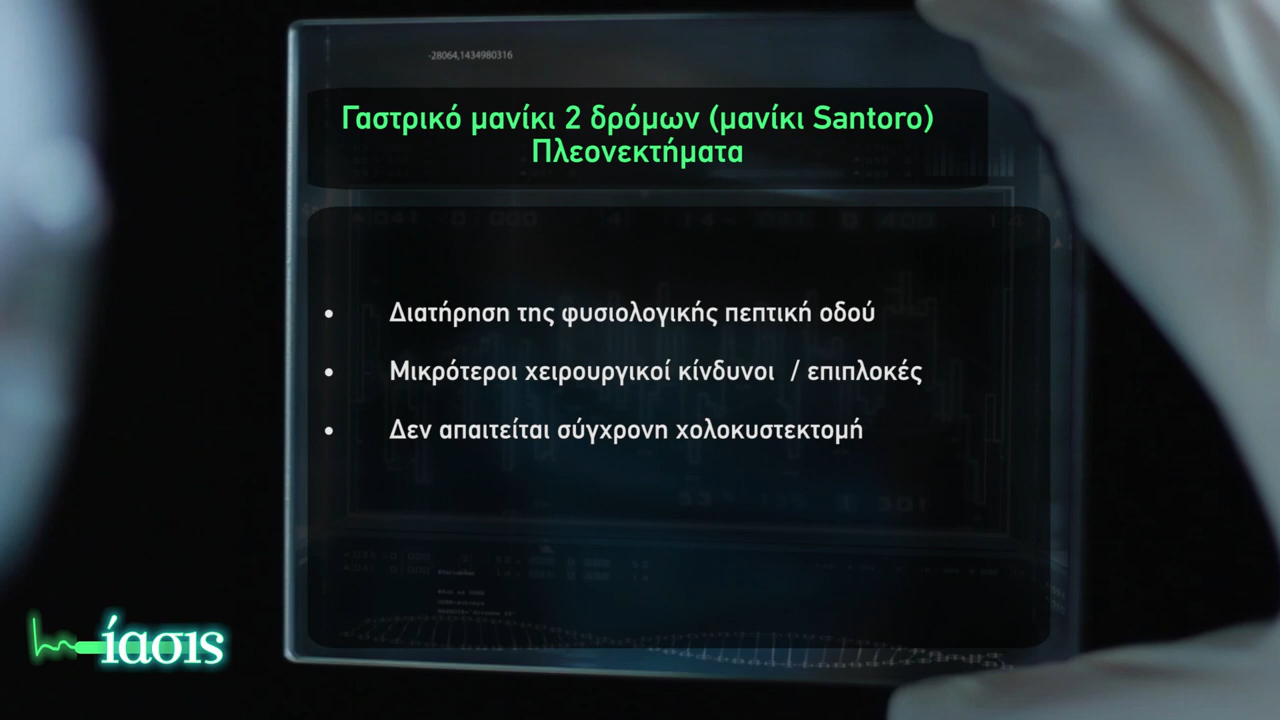 -28064,1434980316
Γαστρικό μανίκι 2 δρόμων (μανίκι Santoro)
Πλεονεκτήματα
• Διατήρηση της φυσιολογικής πεπτική οδού
• Μικρότεροι χειρουργικοί κίνδυνοι / επιπλοκές
• Δεν απαιτείται σύγχρονη χολοκυστεκτομή
ίασις